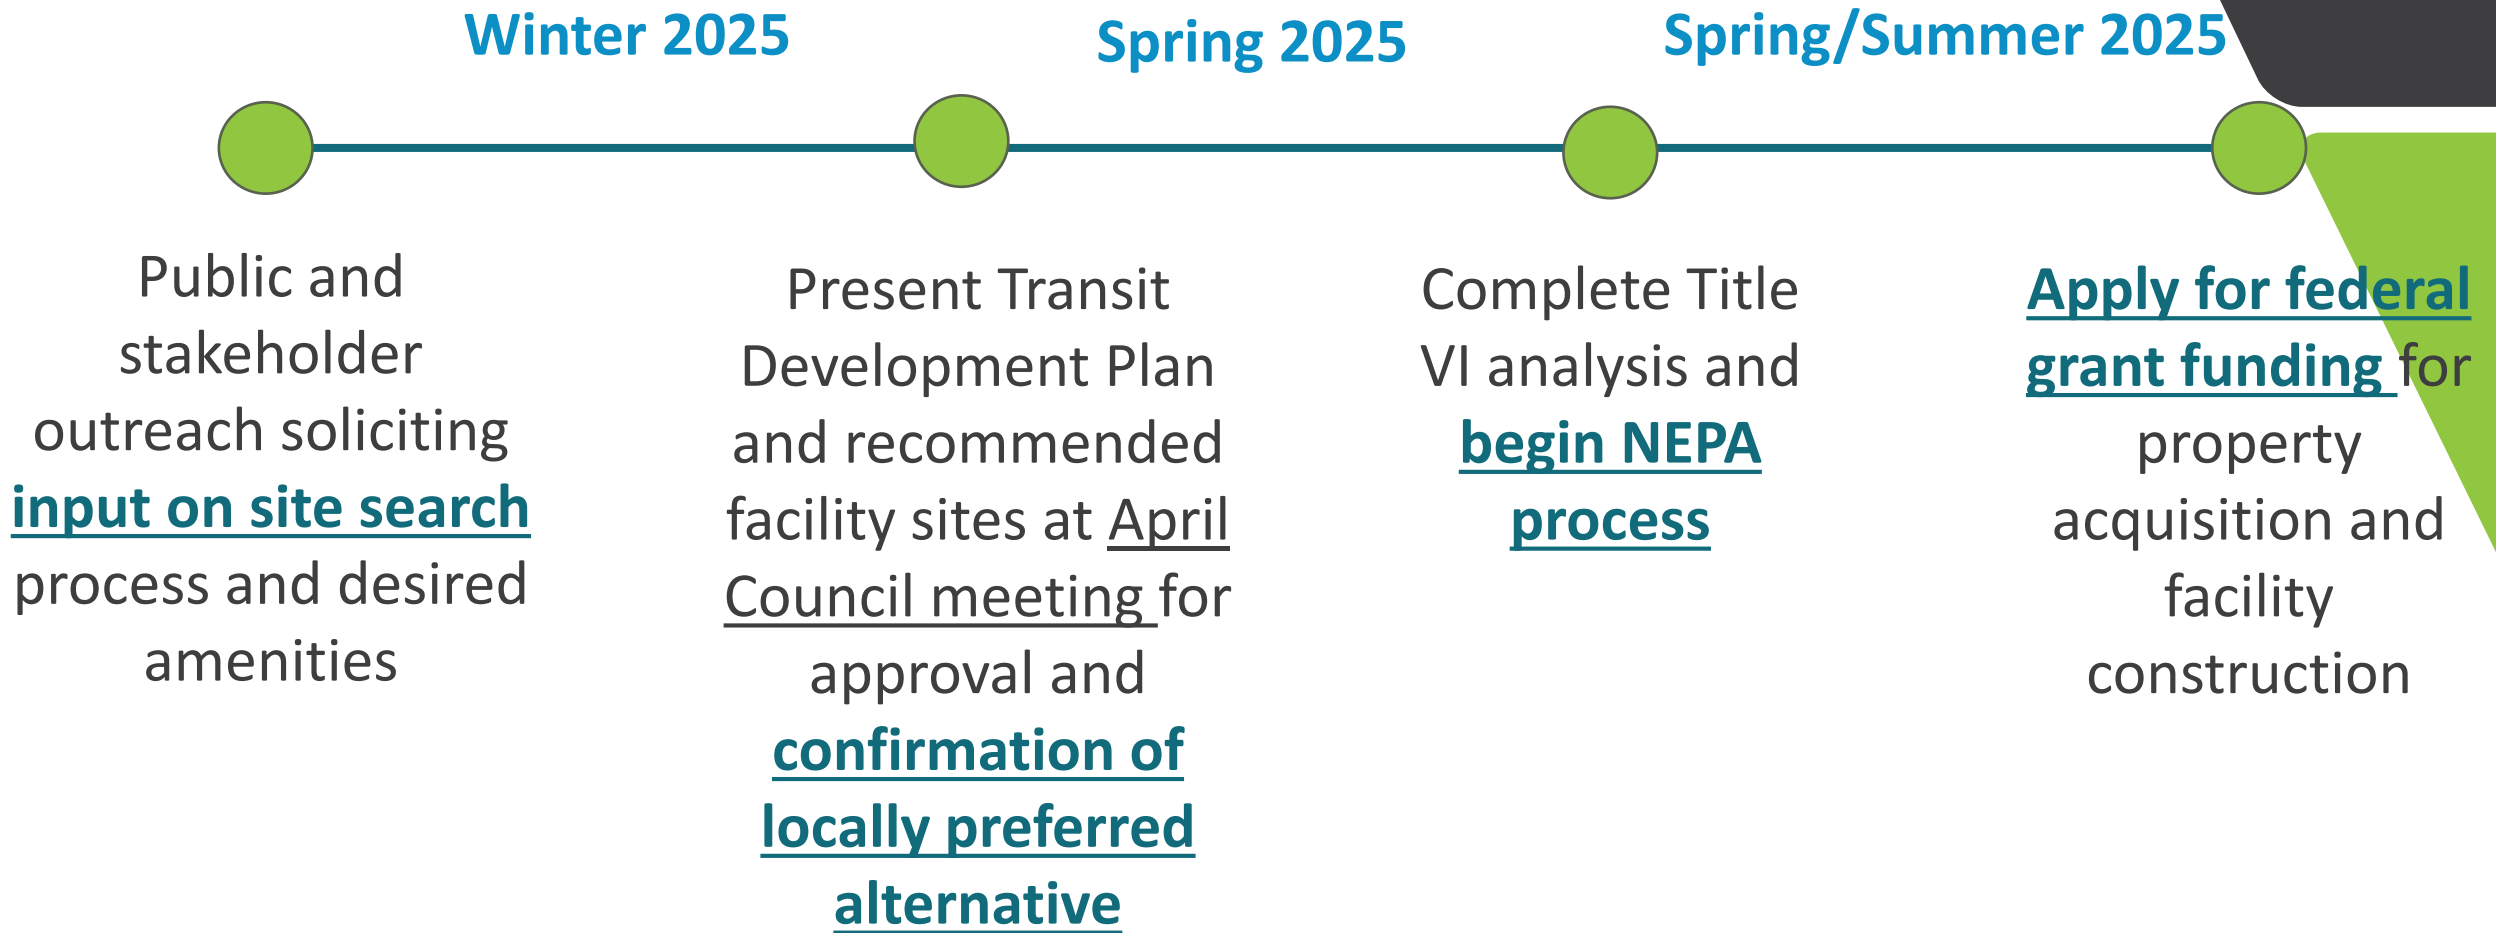 Winter 2025
Spring 2025
Spring/Summer 2025
Public and
stakeholder
outreach soliciting
input on site search
process and desired
amenities
Present Transit
Development Plan
and recommended
facility sites at April
Council meeting for
approval and
confirmation of
locally preferred
alternative
Complete Title
VI analysis and
begin NEPA
process
Apply for federal
grant funding for
property
acquisition and
facility
construction